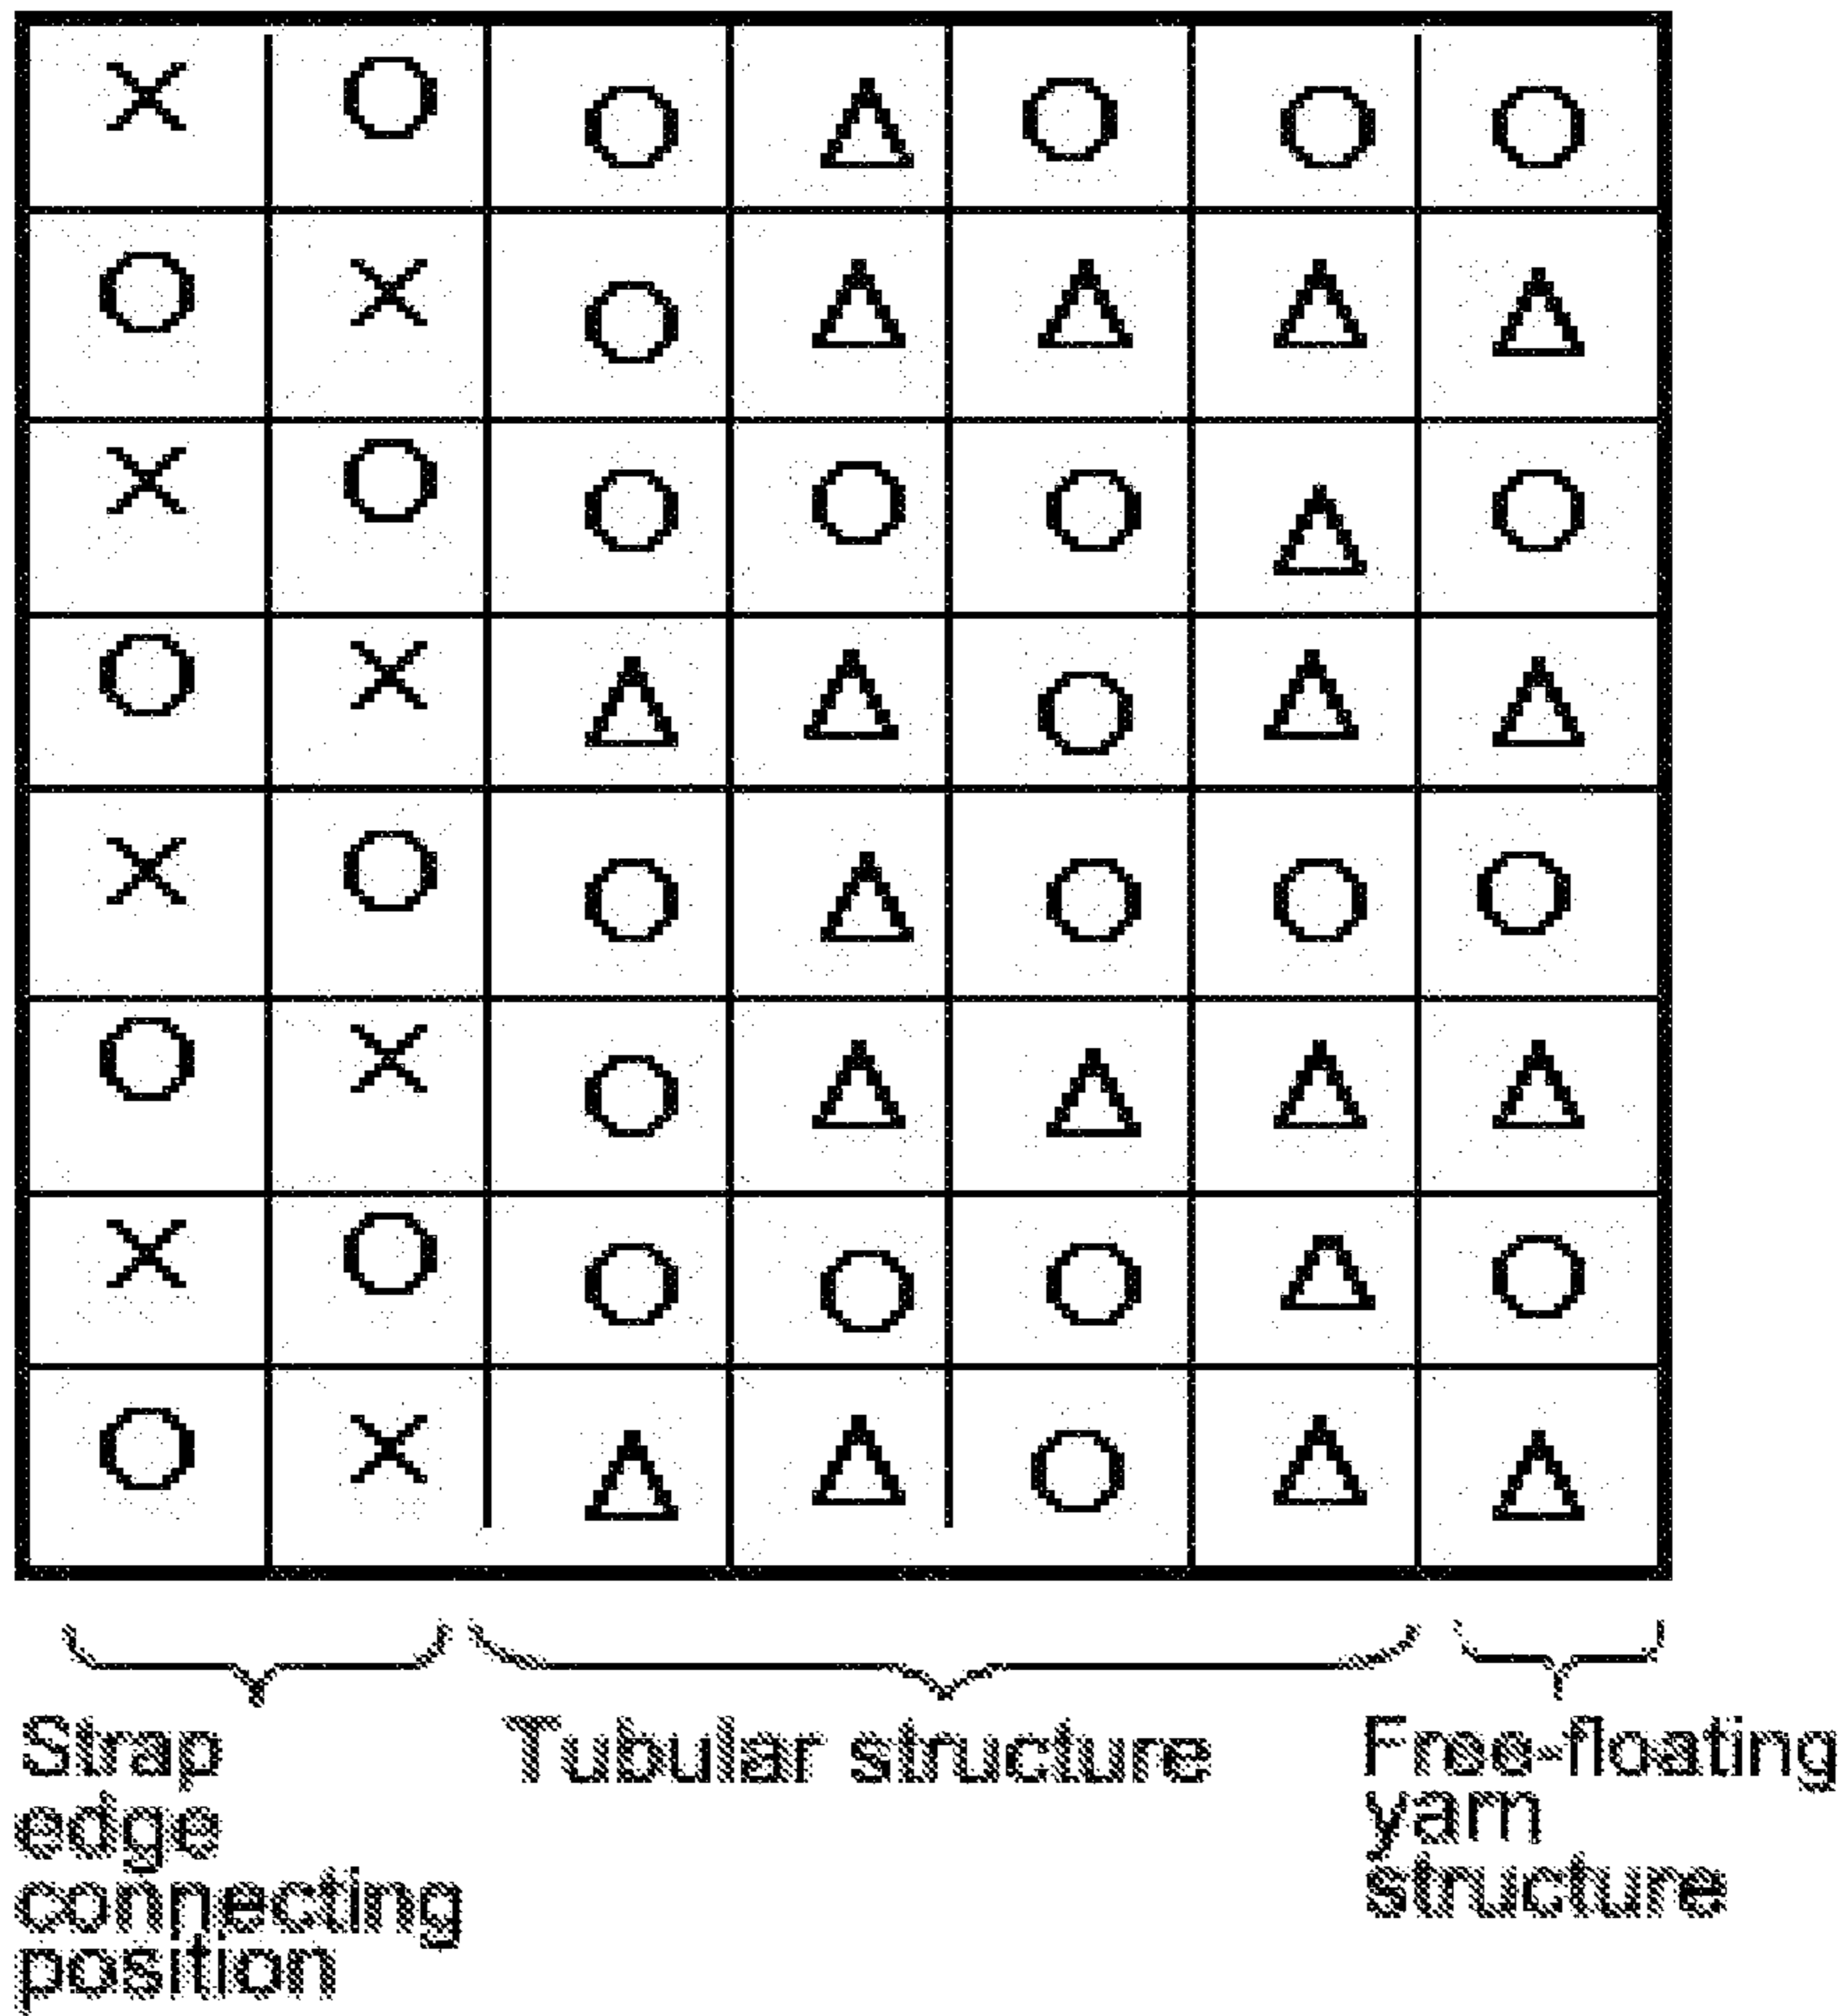 Strap
edge
connecting
position
Tubular structure
Free-floating
yarn
structure